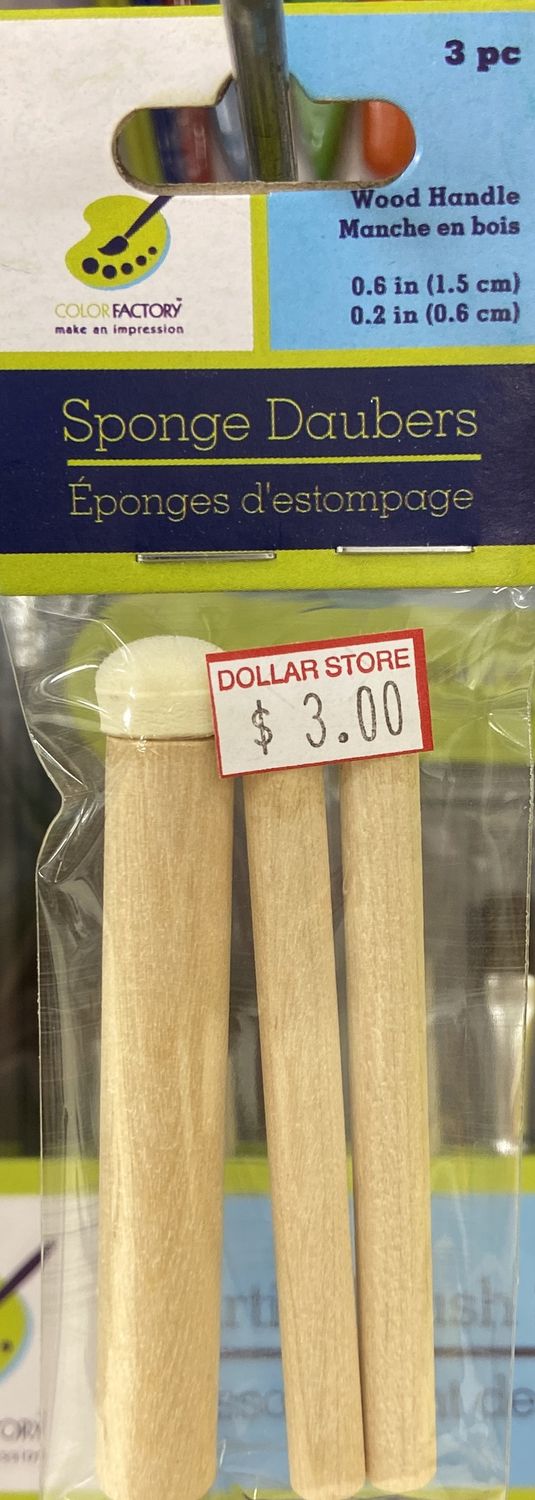 3 pc
Wood Handle
Manche en bois
0.6 in (1.5 cm)
0.2 in (0.6 cm)
COLORFACTORY™
make an impression
Sponge Daubers
Éponges d'estompage
DOLLAR STORE
$ 3.00